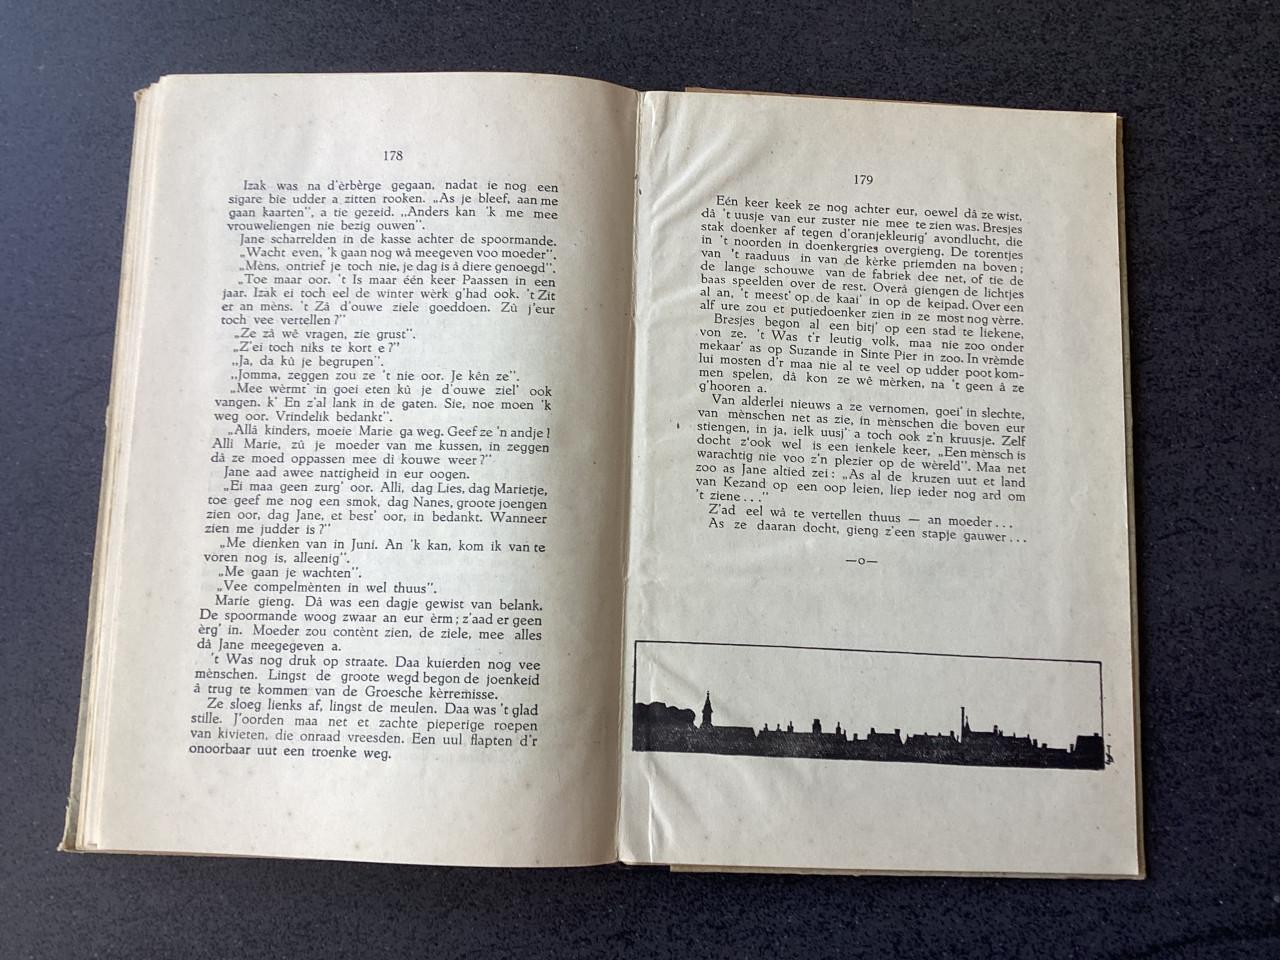 178
Izak was na d'èrbèrge gegaan, nadat ie nog een
sigare bie udder a zitten rooken. „As je bleef, aan me
gaan kaarten", a tie gezeid. „Anders kan 'k me mee
vrouweliengen nie bezig ouwen".
Jane scharrelden in de kasse achter de spoormande.
„Wacht even, 'k gaan nog wâ meegeven voo moeder".
„Mèns, ontrief je toch nie, je dag is â diere genoegd".
„Toe maar oor. 't Is maar één keer Paassen in een
jaar. Izak ei toch eel de winter wèrk g'had ook. 't Zit
er an mèns. 't Zâ d'ouwe ziele goeddoen. Zû j'eur
toch vee vertellen?"
„Ze zâ wê vragen, zie grust".
„Z'ei toch niks te kort e?"
„Ja, da kû je begrupen".
„Jomma, zeggen zou ze 't nie oor. Je kên ze".
„Mee wèrmt' in goei eten kû je d'ouwe ziel' ook
vangen. k' En z'al lank in de gaten. Sie, noe moen 'k
weg oor. Vrindelik bedankt".
„Allâ kinders, moeie Marie ga weg. Geef ze 'n andje!
Alli Marie, zû je moeder van me kussen, in zeggen
dâ ze moed oppassen mee di kouwe weer?"
Jane aad awee nattigheid in eur oogen.
„Ei maa geen zurg' oor. Alli, dag Lies, dag Marietje,
toe geef me nog een smok, dag Nanes, groote joengen
zien oor, dag Jane, et best' oor, in bedankt. Wanneer
zien me judder is?"
„Me dienken van in Juni. An 'k kan, kom ik van te
voren nog is, alleenig".
„Me gaan je wachten".
„Vee compelmènten in wel thuus".
Marie gieng. Dâ was een dagje gewist van belank.
De spoormande woog zwaar an eur èrm; z'aad er geen
èrg' in. Moeder zou contènt zien, de ziele, mee alles
dâ Jane meegegeven a.
't Was nog druk op straate. Daa kuierden nog vee
mènschen. Lingst de groote wegd begon de joenkeid
â trug te kommen van de Groesche kèrremisse.
Ze sloeg lienks af, lingst de meulen. Daa was 't glad
stille. J'oorden maa net et zachte pieperige roepen
van kivieten, die onraad vreesden. Een uul flapten d'r
onoorbaar uut een troenke weg.
179
Eén keer keek ze nog achter eur, oewel dâ ze wist,
dâ 't uusje van eur zuster nie mee te zien was. Bresjes
stak doenker af tegen d'oranjekleurig' avondlucht, die
in 't noorden in doenkergries overgieng. De torentjes
van 't raaduus in van de kèrke priemden na boven;
de lange schouwe van de fabriek dee net, of tie de
baas speelden over de rest. Overâ giengen de lichtjes
al an, 't meest' op de kaai' in op de keipad. Over een
alf ure zou et putjedoenker zien in ze most nog vèrre.
Bresjes begon al een bitj' op een stad te liekene,
von ze. 't Was t'r leutig volk, maa nie zoo onder
mekaar' as op Suzande in Sinte Pier in zoo. In vrèmde
lui mosten d'r maa nie al te veel op udder poot kom-
men spelen, dâ kon ze wê mèrken, na 't geen â ze
g'hooren a.
Van alderlei nieuws a ze vernomen, goei' in slechte,
van mènschen net as zie, in mènschen die boven eur
stiengen, in ja, ielk uusj' a toch ook z'n kruusje. Zelf
docht z'ook wel is een ienkele keer, „Een mènsch is
warachtig nie voo z'n plezier op de wèreld". Maa net
zoo as Jane altied zei: „As al de kruzen uut et land
van Kezand op een oop leien, liep ieder nog ard om
't ziene..."
Z'ad eel wâ te vertellen thuus — an moeder...
As ze daaran docht, gieng z'een stapje gauwer...
—o—